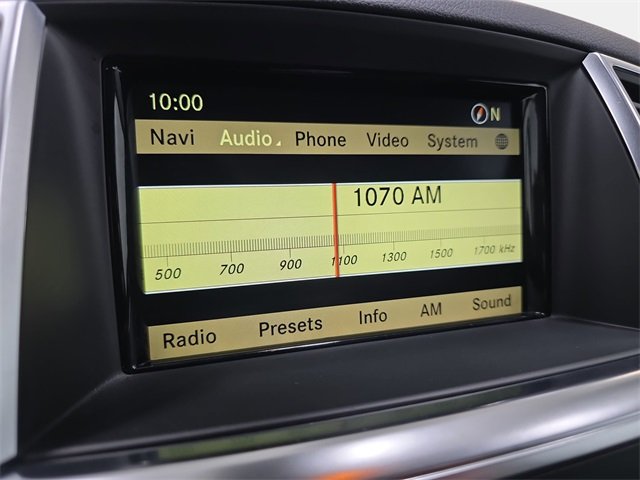 10:00 N
Navi Audio Phone Video System
1070 AM
500 700 900 1100 1300 1500 1700 kHz
Radio Presets Info AM Sound